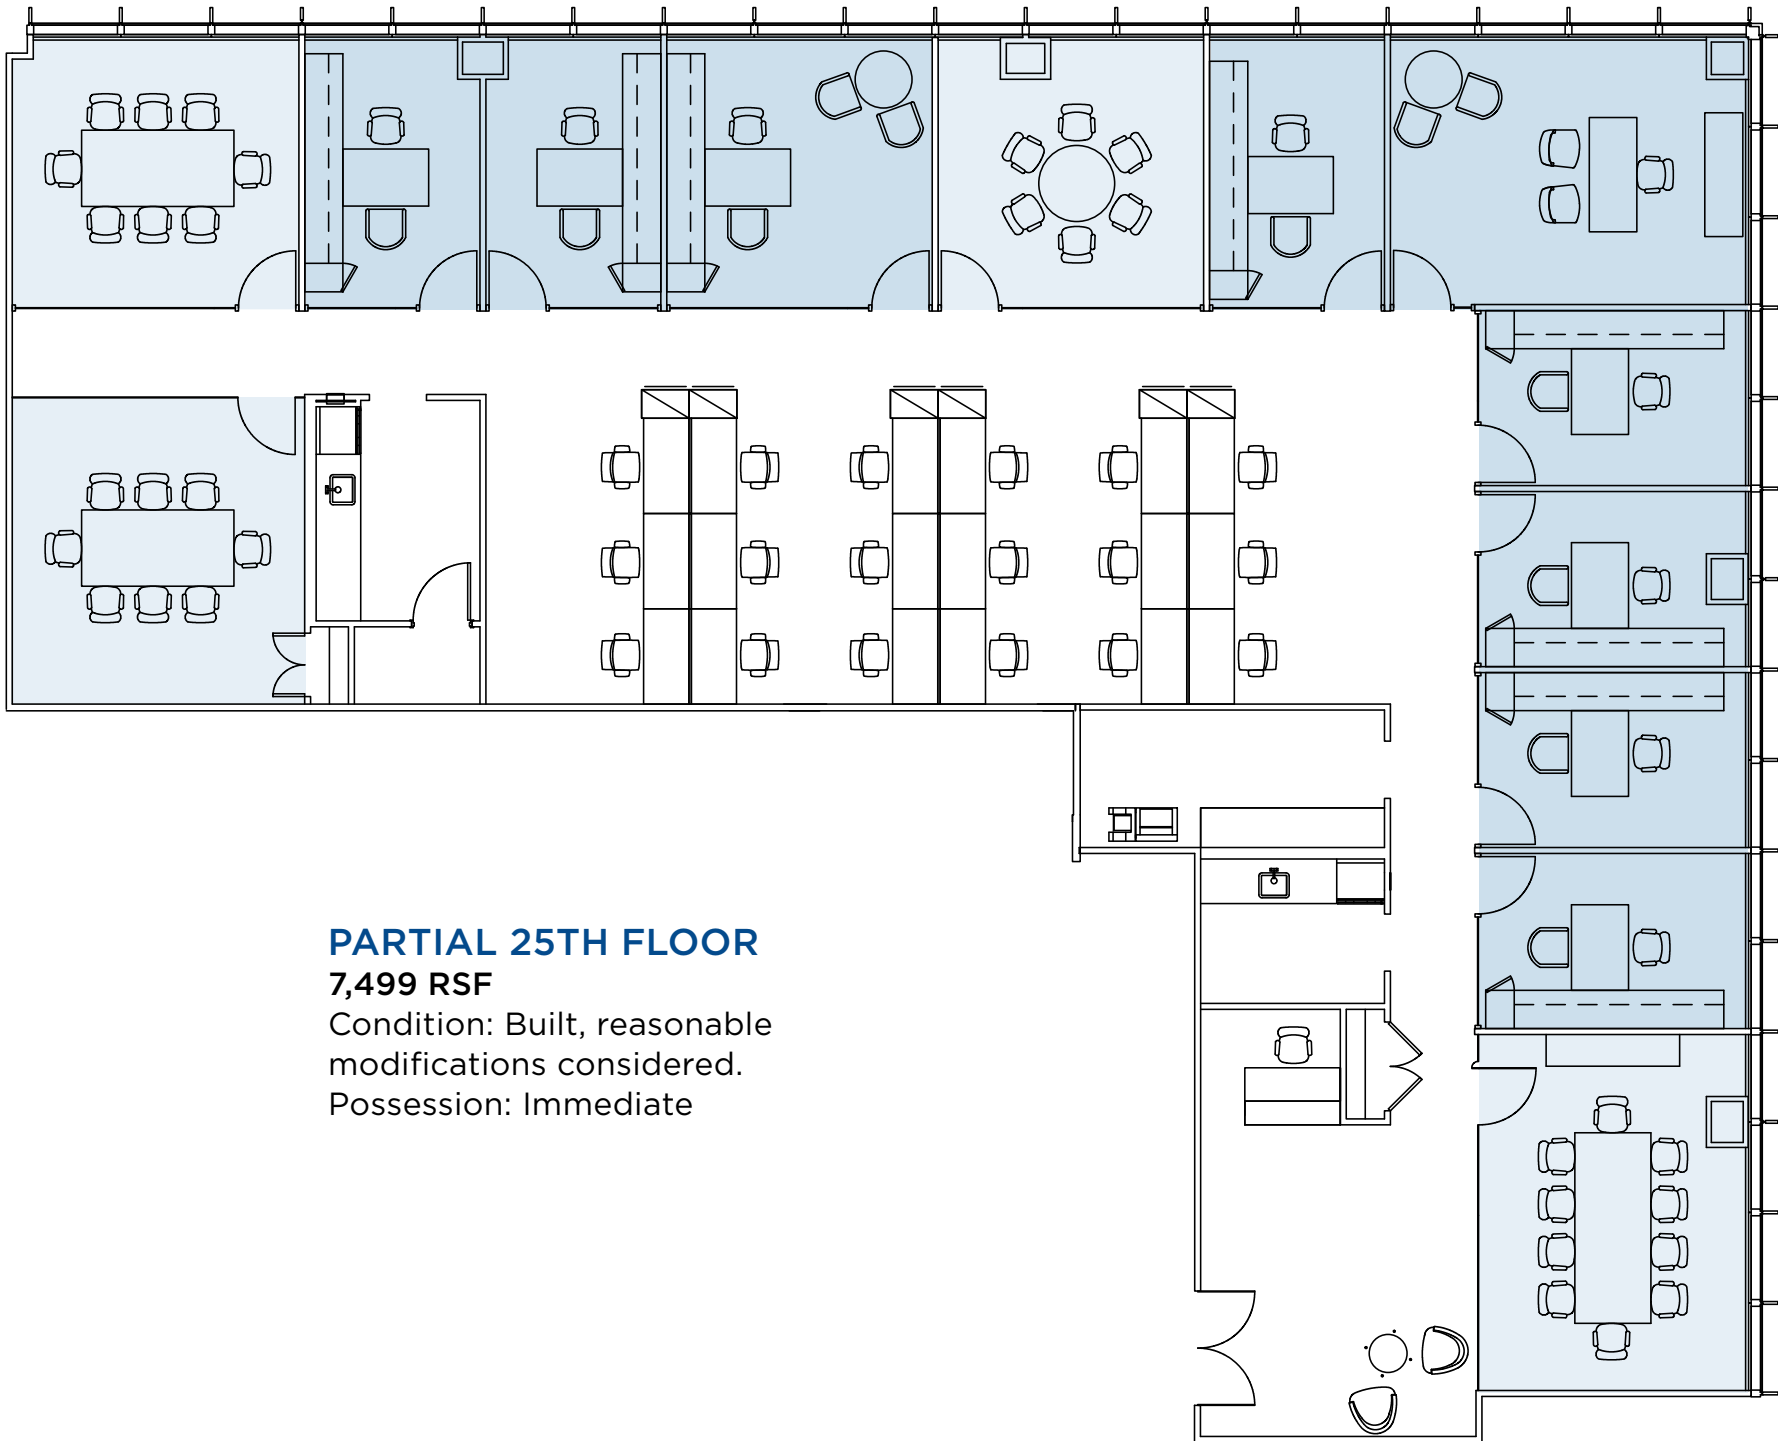 PARTIAL 25TH FLOOR
7,499 RSF
Condition: Built, reasonable
modifications considered.
Possession: Immediate